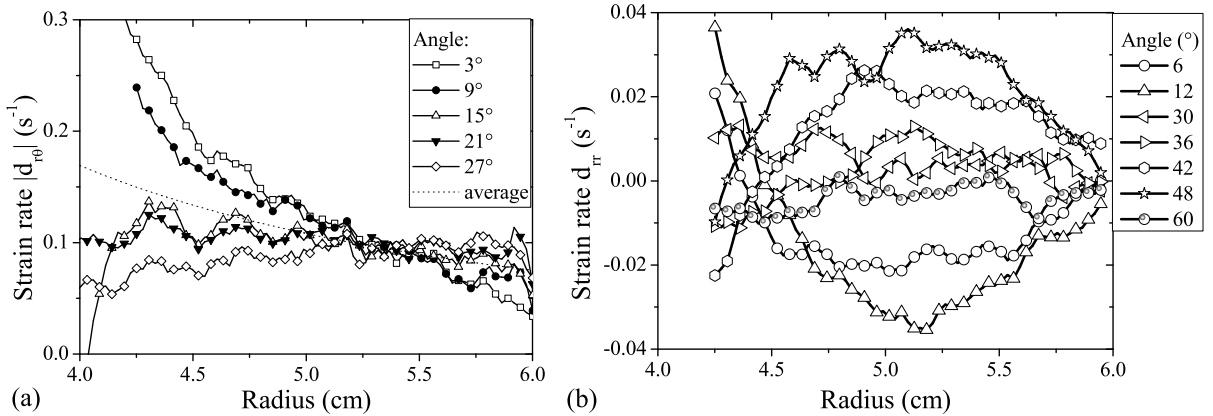 0.3
0.2
0.1
0.0
Strain rate |d_rθ| (s⁻¹)
4.0 4.5 5.0 5.5 6.0
Radius (cm)
(a)
Angle:
3°
9°
15°
21°
27°
average
0.04
0.02
0.00
-0.02
-0.04
Strain rate d_rr (s⁻¹)
4.0 4.5 5.0 5.5 6.0
Radius (cm)
(b)
Angle (°)
6
12
30
36
42
48
60